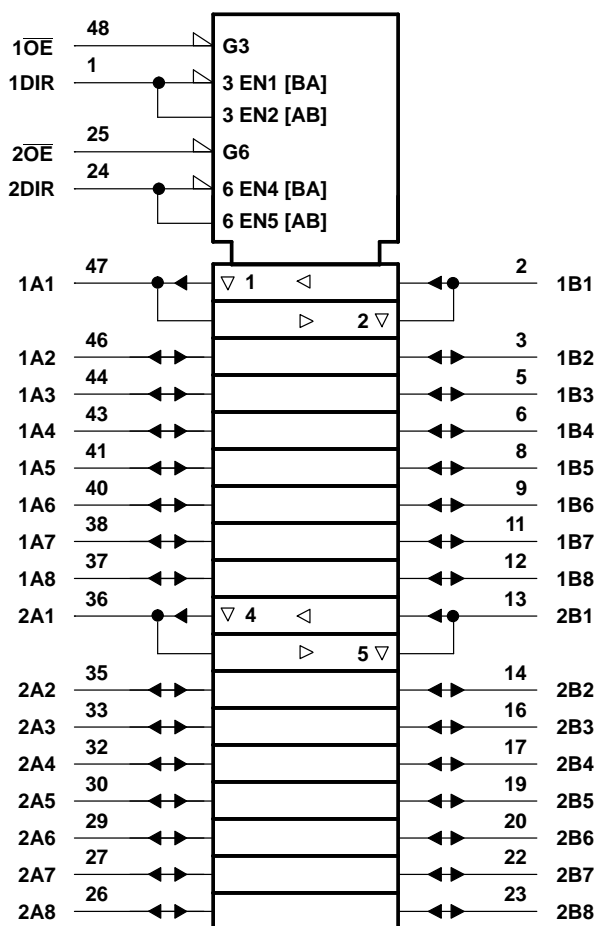 48
1OE G3
1
1DIR 3 EN1 [BA]
3 EN2 [AB]
25
2OE G6
24
2DIR 6 EN4 [BA]
6 EN5 [AB]
47 2
1A1 1 1B1
2
46 3
1A2 1B2
44 5
1A3 1B3
43 6
1A4 1B4
41 8
1A5 1B5
40 9
1A6 1B6
38 11
1A7 1B7
37 12
1A8 1B8
36 13
2A1 4 2B1
5
35 14
2A2 2B2
33 16
2A3 2B3
32 17
2A4 2B4
30 19
2A5 2B5
29 20
2A6 2B6
27 22
2A7 2B7
26 23
2A8 2B8